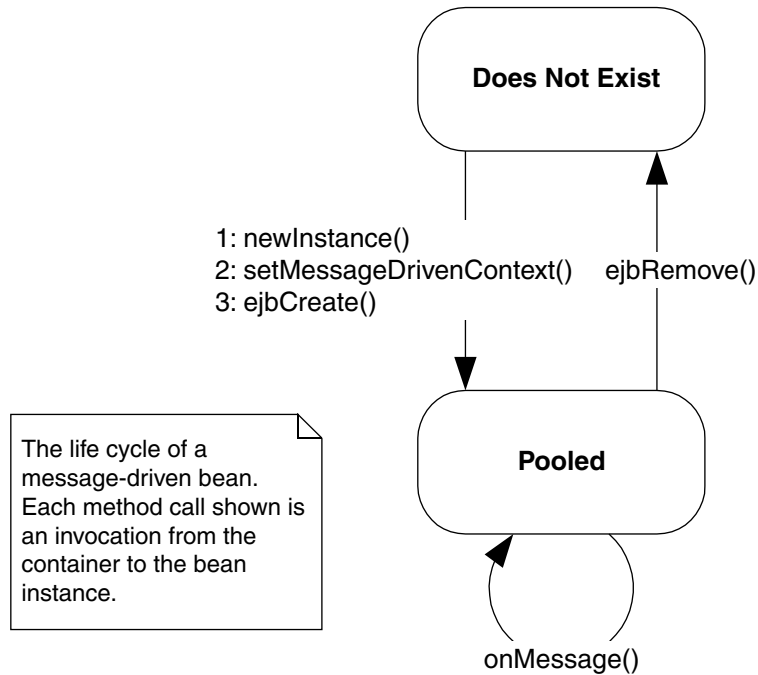 Does Not Exist
1: newInstance()
2: setMessageDrivenContext()
3: ejbCreate()
ejbRemove()
Pooled
The life cycle of a
message-driven bean.
Each method call shown is
an invocation from the
container to the bean
instance.
onMessage()